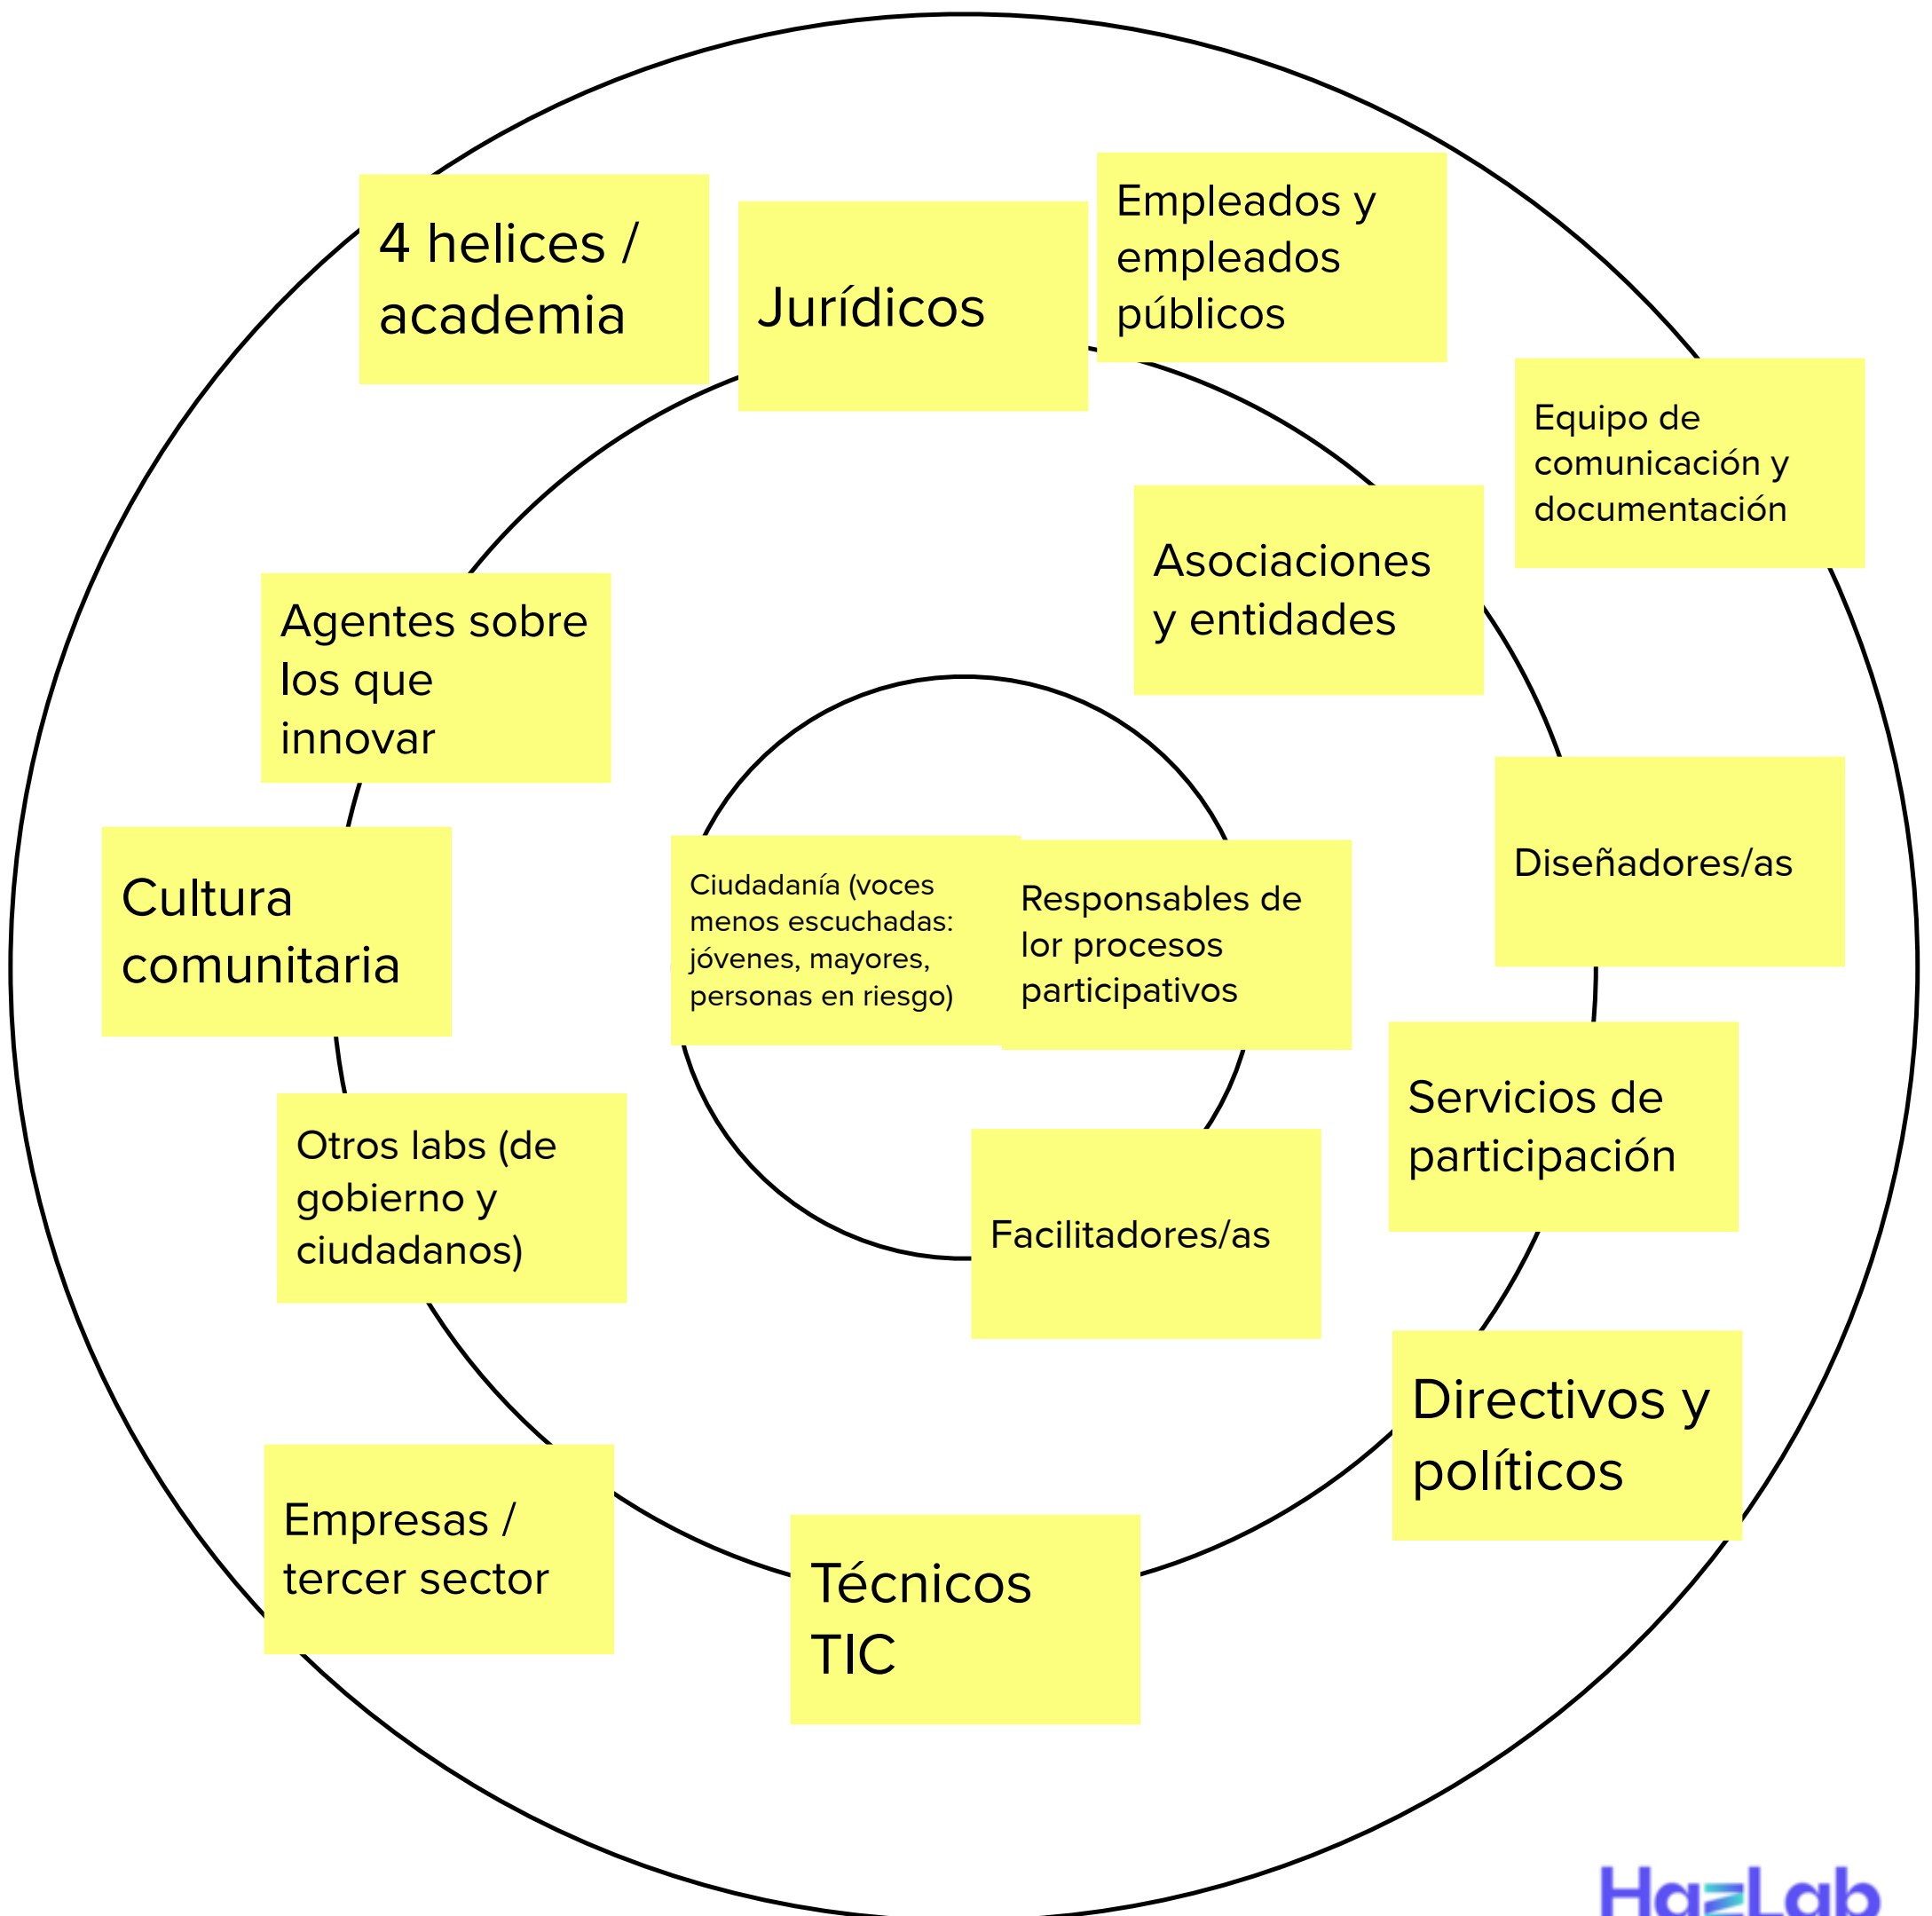 4 helices /
academia
Jurídicos
Empleados y
empleados
públicos
Equipo de
comunicación y
documentación
Asociaciones
y entidades
Agentes sobre
los que
innovar
Diseñadores/as
Cultura
comunitaria
Ciudadanía (voces
menos escuchadas:
jóvenes, mayores,
personas en riesgo)
Responsables de
lor procesos
participativos
Servicios de
participación
Otros labs (de
gobierno y
ciudadanos)
Facilitadores/as
Directivos y
políticos
Empresas /
tercer sector
Técnicos
TIC
HazLab